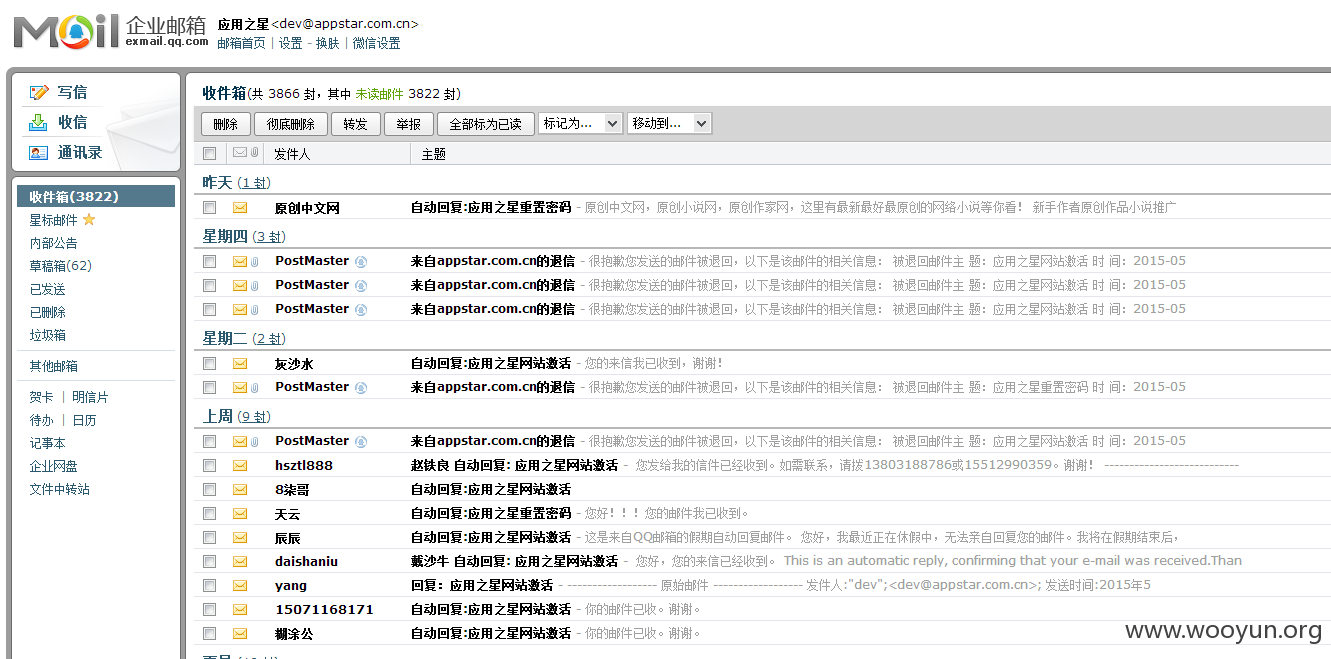 Mail 企业邮箱 exmail.qq.com
应用之星<dev@appstar.com.cn>
邮箱首页 | 设置 - 换肤 | 微信设置
写信
收信
通讯录
收件箱(3822)
星标邮件
内部公告
草稿箱(62)
已发送
已删除
垃圾箱
其他邮箱
贺卡 | 明信片
待办 | 日历
记事本
企业网盘
文件中转站
收件箱(共 3866 封，其中 未读邮件 3822 封)
删除 彻底删除 转发 举报 全部标为已读 标记为... 移动到...
发件人 主题
昨天 (1 封)
原创中文网 自动回复:应用之星重置密码 - 原创中文网，原创小说网，原创作家网，这里有最新最好最原创的网络小说等你看！ 新手作者原创作品小说推广
星期四 (3 封)
PostMaster 来自appstar.com.cn的退信 - 很抱歉您发送的邮件被退回，以下是该邮件的相关信息： 被退回邮件主 题：应用之星网站激活 时 间：2015-05
PostMaster 来自appstar.com.cn的退信 - 很抱歉您发送的邮件被退回，以下是该邮件的相关信息： 被退回邮件主 题：应用之星网站激活 时 间：2015-05
PostMaster 来自appstar.com.cn的退信 - 很抱歉您发送的邮件被退回，以下是该邮件的相关信息： 被退回邮件主 题：应用之星网站激活 时 间：2015-05
星期二 (2 封)
灰沙水 自动回复:应用之星网站激活 - 您的来信我已收到，谢谢！
PostMaster 来自appstar.com.cn的退信 - 很抱歉您发送的邮件被退回，以下是该邮件的相关信息： 被退回邮件主 题：应用之星重置密码 时 间：2015-05
上周 (9 封)
PostMaster 来自appstar.com.cn的退信 - 很抱歉您发送的邮件被退回，以下是该邮件的相关信息： 被退回邮件主 题：应用之星网站激活 时 间：2015-05
hsztl888 赵铁良 自动回复: 应用之星网站激活 - 您发给我的信件已经收到。如需联系，请拨13803188786或15512990359。谢谢！ ---------------------------
8柒哥 自动回复:应用之星网站激活
天云 自动回复:应用之星重置密码 - 您好！！！您的邮件我已收到。
辰辰 自动回复:应用之星网站激活 - 这是来自QQ邮箱的假期自动回复邮件。 您好，我最近正在休假中，无法亲自回复您的邮件。我将在假期结束后，
daishaniu 戴沙牛 自动回复: 应用之星网站激活 - 您好，您的来信已经收到。 This is an automatic reply, confirming that your e-mail was received.Than
yang 回复：应用之星网站激活 - ------------------ 原始邮件 ------------------ 发件人:"dev";<dev@appstar.com.cn>; 发送时间:2015年5
15071168171 自动回复:应用之星网站激活 - 你的邮件已收。谢谢。
糊涂公 自动回复:应用之星网站激活 - 你的邮件已收。谢谢。
www.wooyun.org